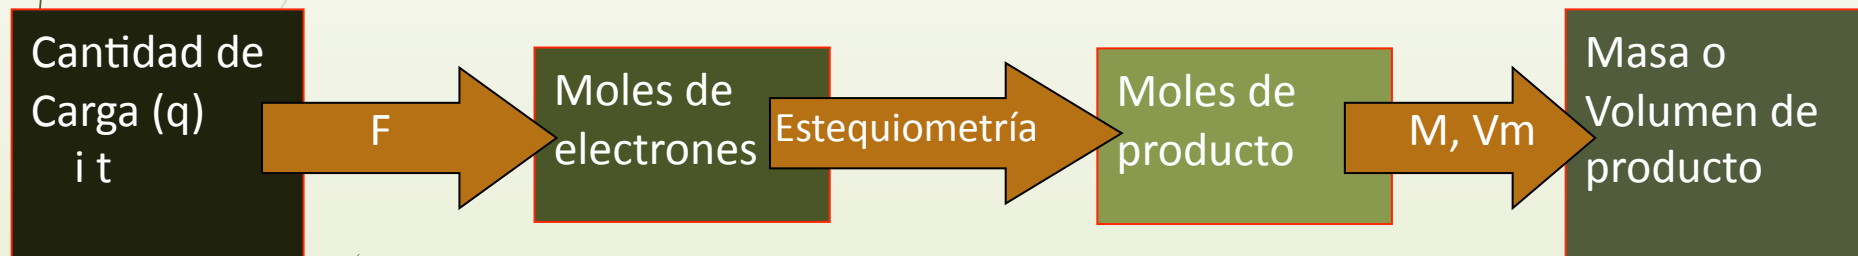 Cantidad de
Carga (q)
i t
F
Moles de
electrones
Estequiometría
Moles de
producto
M, Vm
Masa o
Volumen de
producto